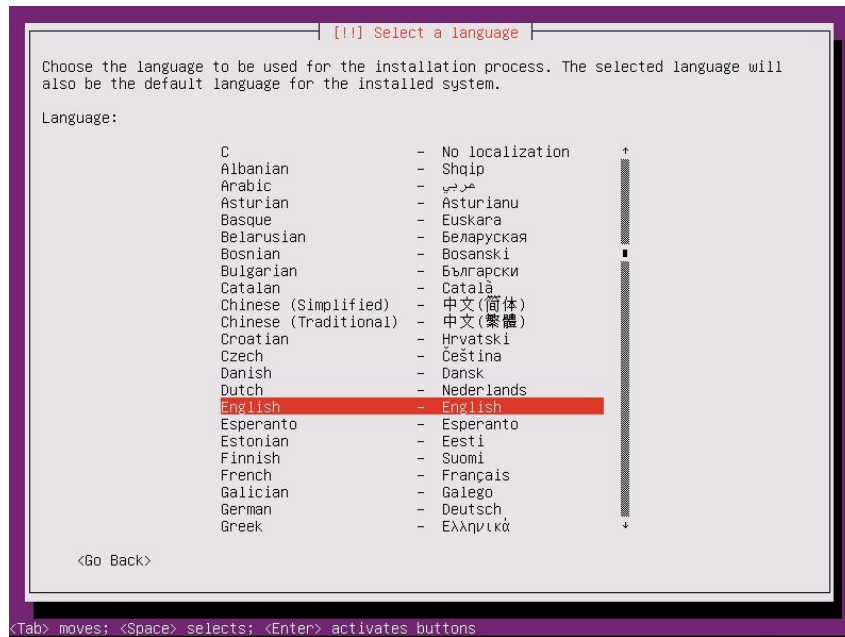 [!!] Select a language
Choose the language to be used for the installation process. The selected language will
also be the default language for the installed system.
Language:
C - No localization
Albanian - Shqip
Arabic - عربي
Asturian - Asturianu
Basque - Euskara
Belarusian - Беларуская
Bosnian - Bosanski
Bulgarian - Български
Catalan - Català
Chinese (Simplified) - 中文(简体)
Chinese (Traditional) - 中文(繁體)
Croatian - Hrvatski
Czech - Čeština
Danish - Dansk
Dutch - Nederlands
English - English
Esperanto - Esperanto
Estonian - Eesti
Finnish - Suomi
French - Français
Galician - Galego
German - Deutsch
Greek - Ελληνικά
<Go Back>
<Tab> moves; <Space> selects; <Enter> activates buttons